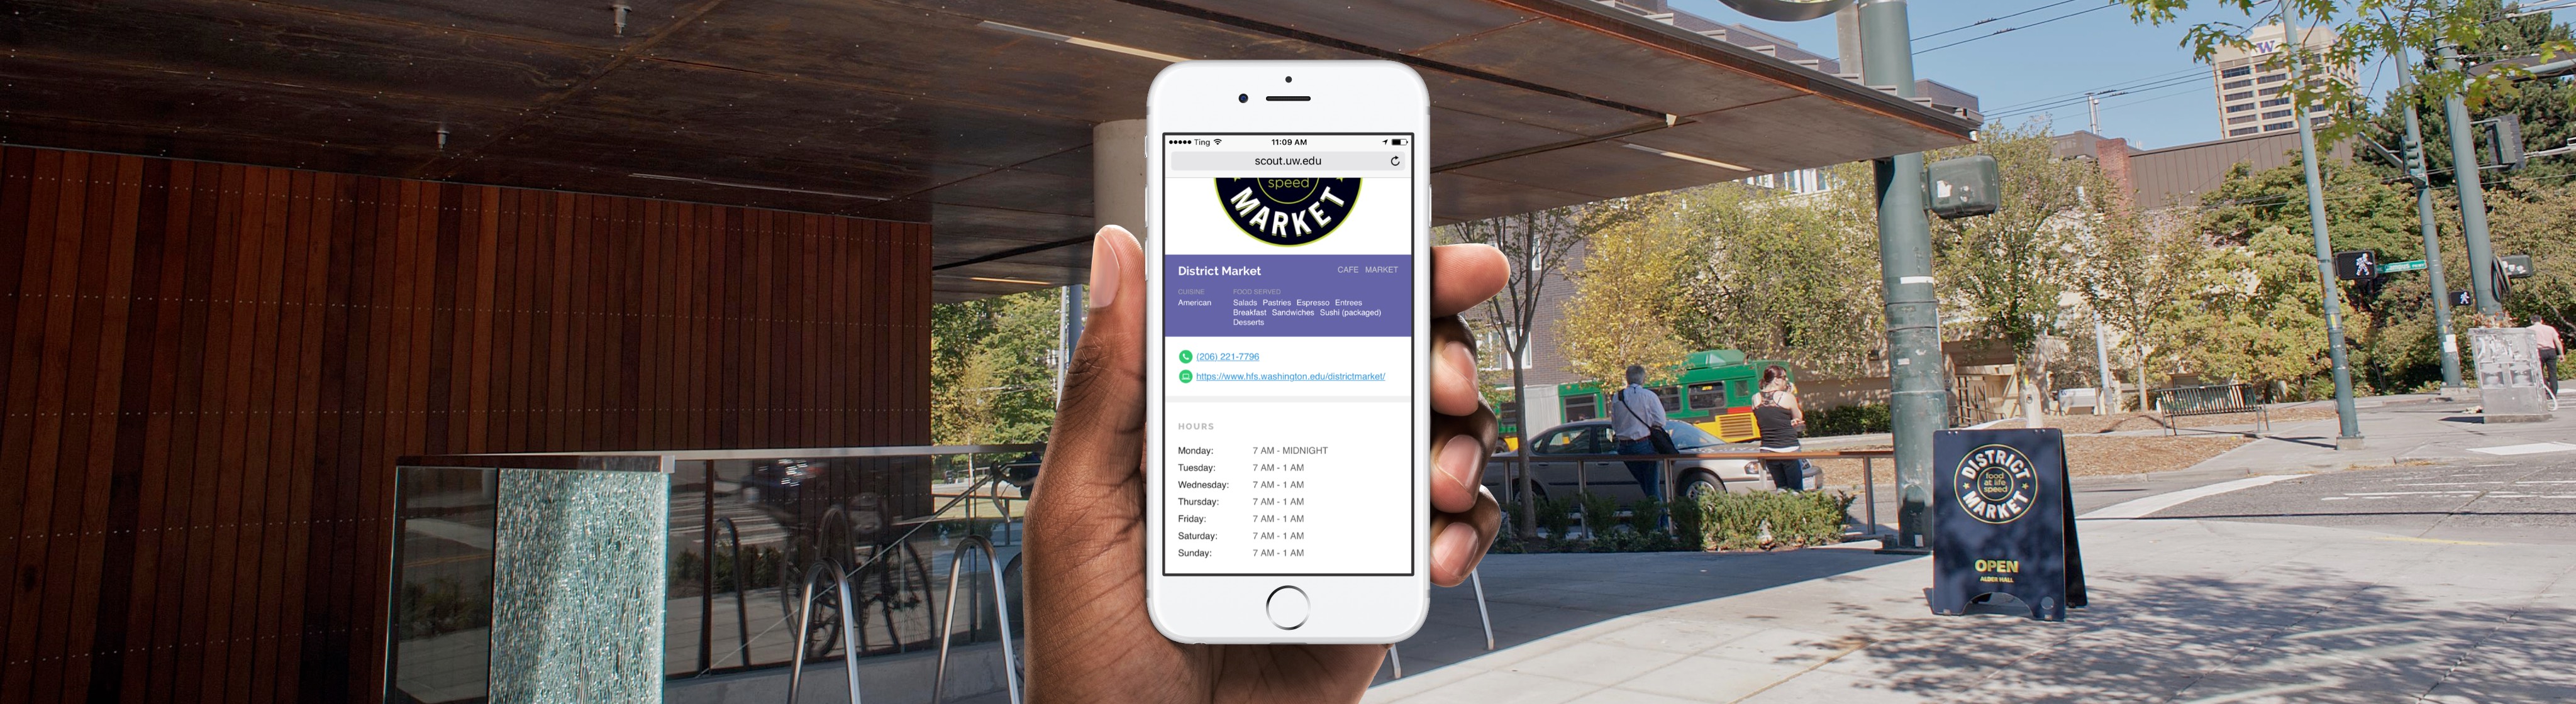 Ting 11:09 AM
scout.uw.edu
speed
MARKET
District Market CAFE MARKET
CUISINE FOOD SERVED
American Salads Pastries Espresso Entrees
Breakfast Sandwiches Sushi (packaged)
Desserts
(206) 221-7796
https://www.hfs.washington.edu/districtmarket/
HOURS
Monday: 7 AM - MIDNIGHT
Tuesday: 7 AM - 1 AM
Wednesday: 7 AM - 1 AM
Thursday: 7 AM - 1 AM
Friday: 7 AM - 1 AM
Saturday: 7 AM - 1 AM
Sunday: 7 AM - 1 AM
W
DISTRICT
food
at life
speed
MARKET
OPEN
ALDER HALL